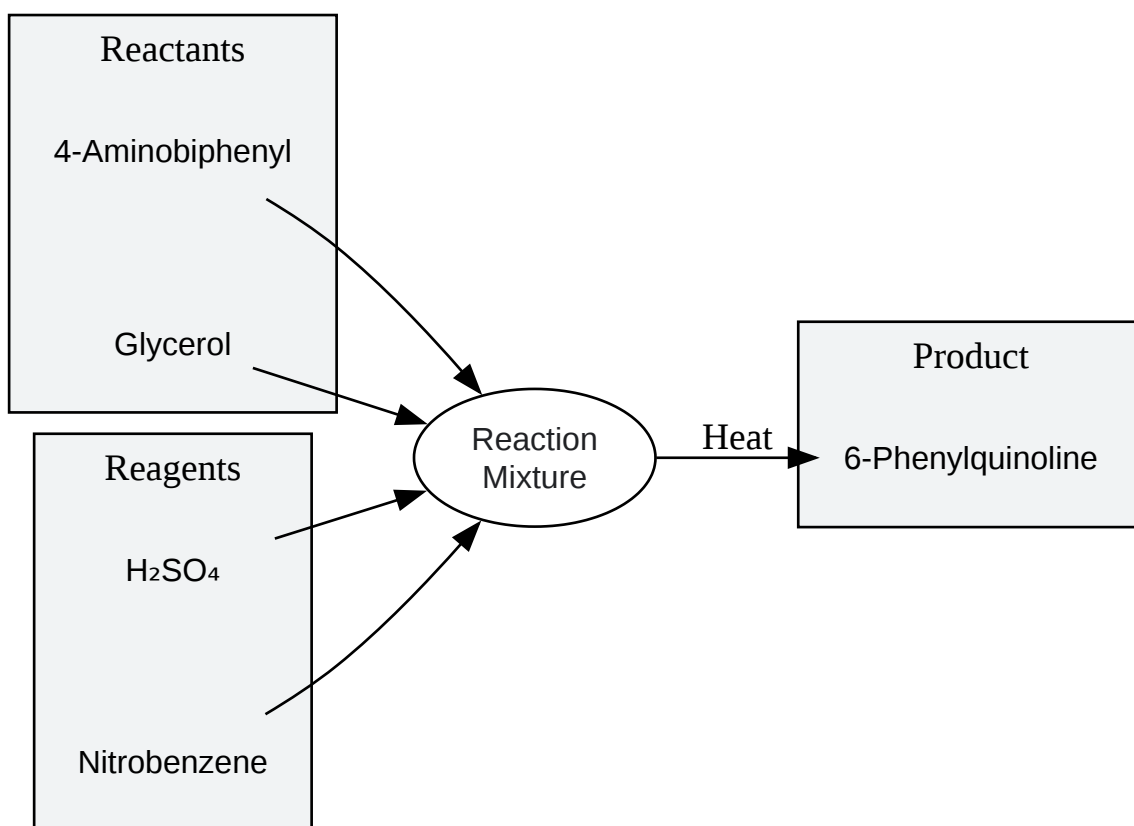 Reactants
4-Aminobiphenyl
Glycerol
Reagents
H₂SO₄
Nitrobenzene
Reaction
Mixture
Heat
Product
6-Phenylquinoline